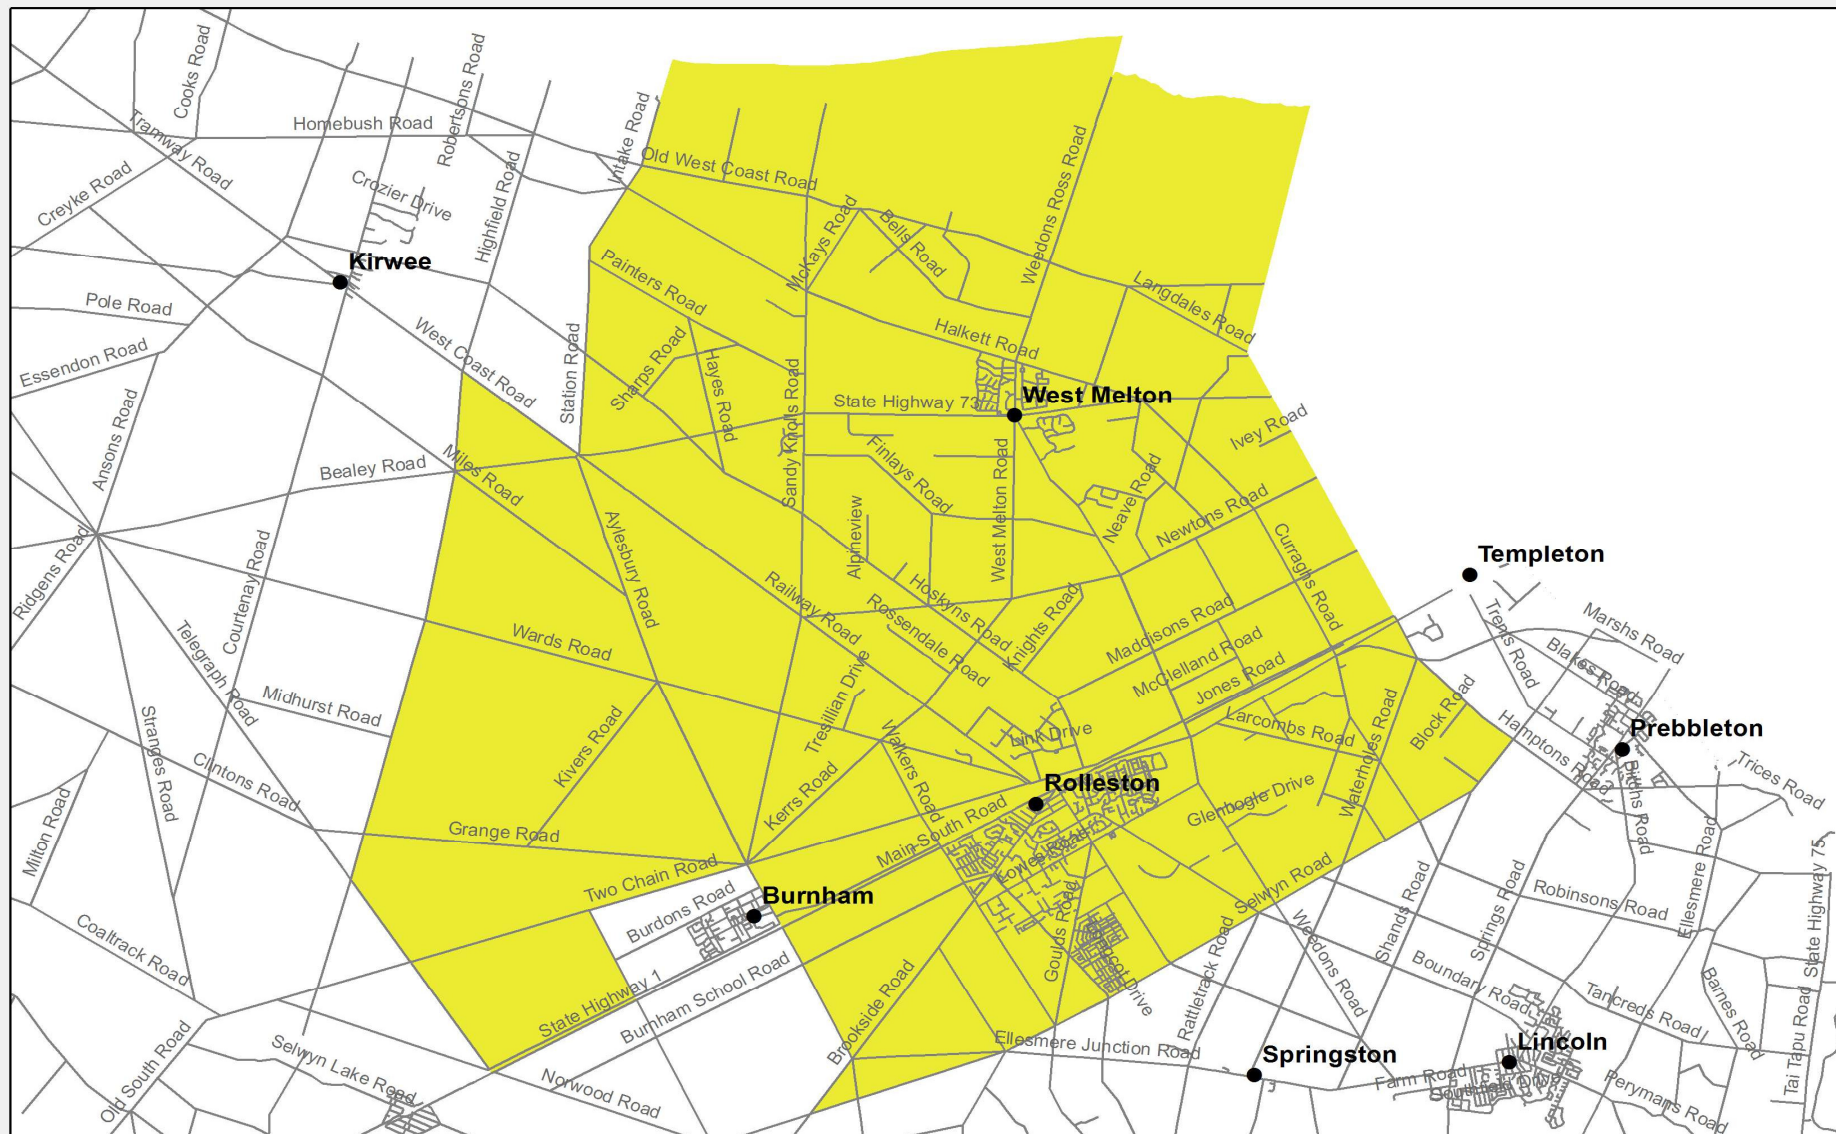 Cooks Road
Robertsons Road
Homebush Road
Tramway Road
Intake Road
Old West Coast Road
Weedons Ross Road
Creyke Road
Crozier Drive
Highfield Road
McKays Road
Bells Road
Kirwee
Painters Road
Langdales Road
Pole Road
West Coast Road
Halkett Road
Essendon Road
Station Road
Sharps Road
Hayes Road
Sandy Knolls Road
State Highway 73
West Melton
Ivey Road
Ansons Road
Bealey Road
Miles Road
Finlays Road
West Melton Road
Neave Road
Newtons Road
Aylesbury Road
Alpineview
Curraghs Road
Templeton
Ridgens Road
Courtenay Road
Railway Road
Rossendale Road
Hoskyns Road
Knights Road
Maddisons Road
Trents Road
Marshs Road
Telegraph Road
Wards Road
McClelland Road
Blakes Road
Jones Road
Midhurst Road
Tresillian Drive
Block Road
Stranges Road
Kivers Road
Walkers Road
Link Drive
Larcombs Road
Waterholes Road
Hamptons Road
Prebbleton
Clintons Road
Kerrs Road
Rolleston
Glenbogle Drive
Birchs Road
Trices Road
Milton Road
Grange Road
Main South Road
Lowes Road
Two Chain Road
Burnham
Burdons Road
Goulds Road
Selwyn Road
Shands Road
Springs Road
Robinsons Road
Ellesmere Road
State Highway 75
Coaltrack Road
State Highway 1
Burnham School Road
Brookside Road
Rattletrack Road
Weedons Road
Boundary Road
Tancreds Road
Barnes Road
Old South Road
Selwyn Lake Road
Norwood Road
Ellesmere Junction Road
Springston
Lincoln
Farm Road
Southfield Drive
Perymans Road
Tai Tapu Road